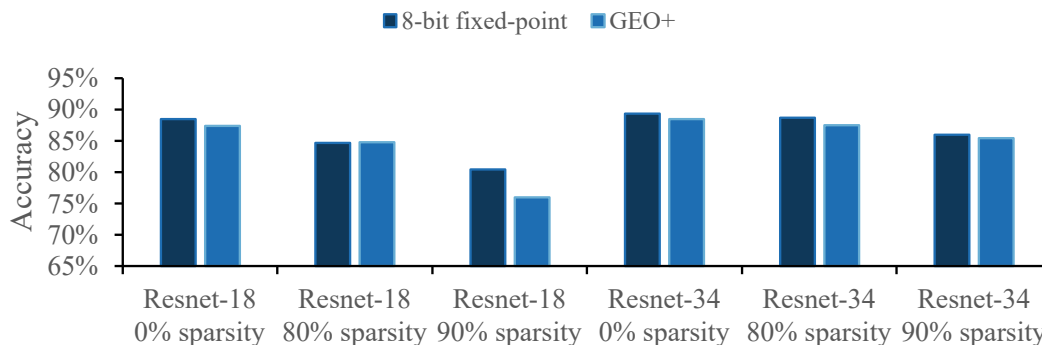 8-bit fixed-point GEO+
95%
90%
85%
80%
75%
70%
65%
Accuracy
Resnet-18 Resnet-18 Resnet-18 Resnet-34 Resnet-34 Resnet-34
0% sparsity 80% sparsity 90% sparsity 0% sparsity 80% sparsity 90% sparsity